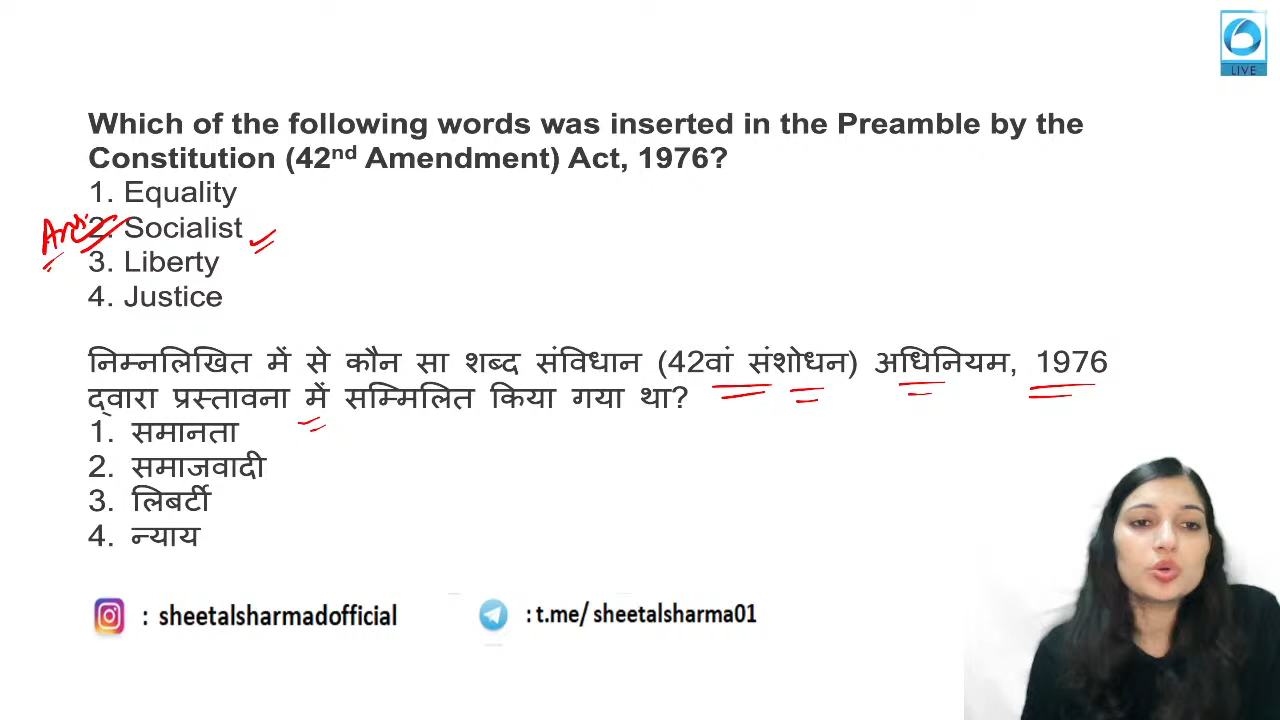 LIVE
Which of the following words was inserted in the Preamble by the
Constitution (42nd Amendment) Act, 1976?
1. Equality
Ans. 2. Socialist
3. Liberty
4. Justice
निम्नलिखित में से कौन सा शब्द संविधान (42वां संशोधन) अधिनियम, 1976
द्वारा प्रस्तावना में सम्मिलित किया गया था?
1. समानता
2. समाजवादी
3. लिबर्टी
4. न्याय
: sheetalsharmadofficial
: t.me/ sheetalsharma01